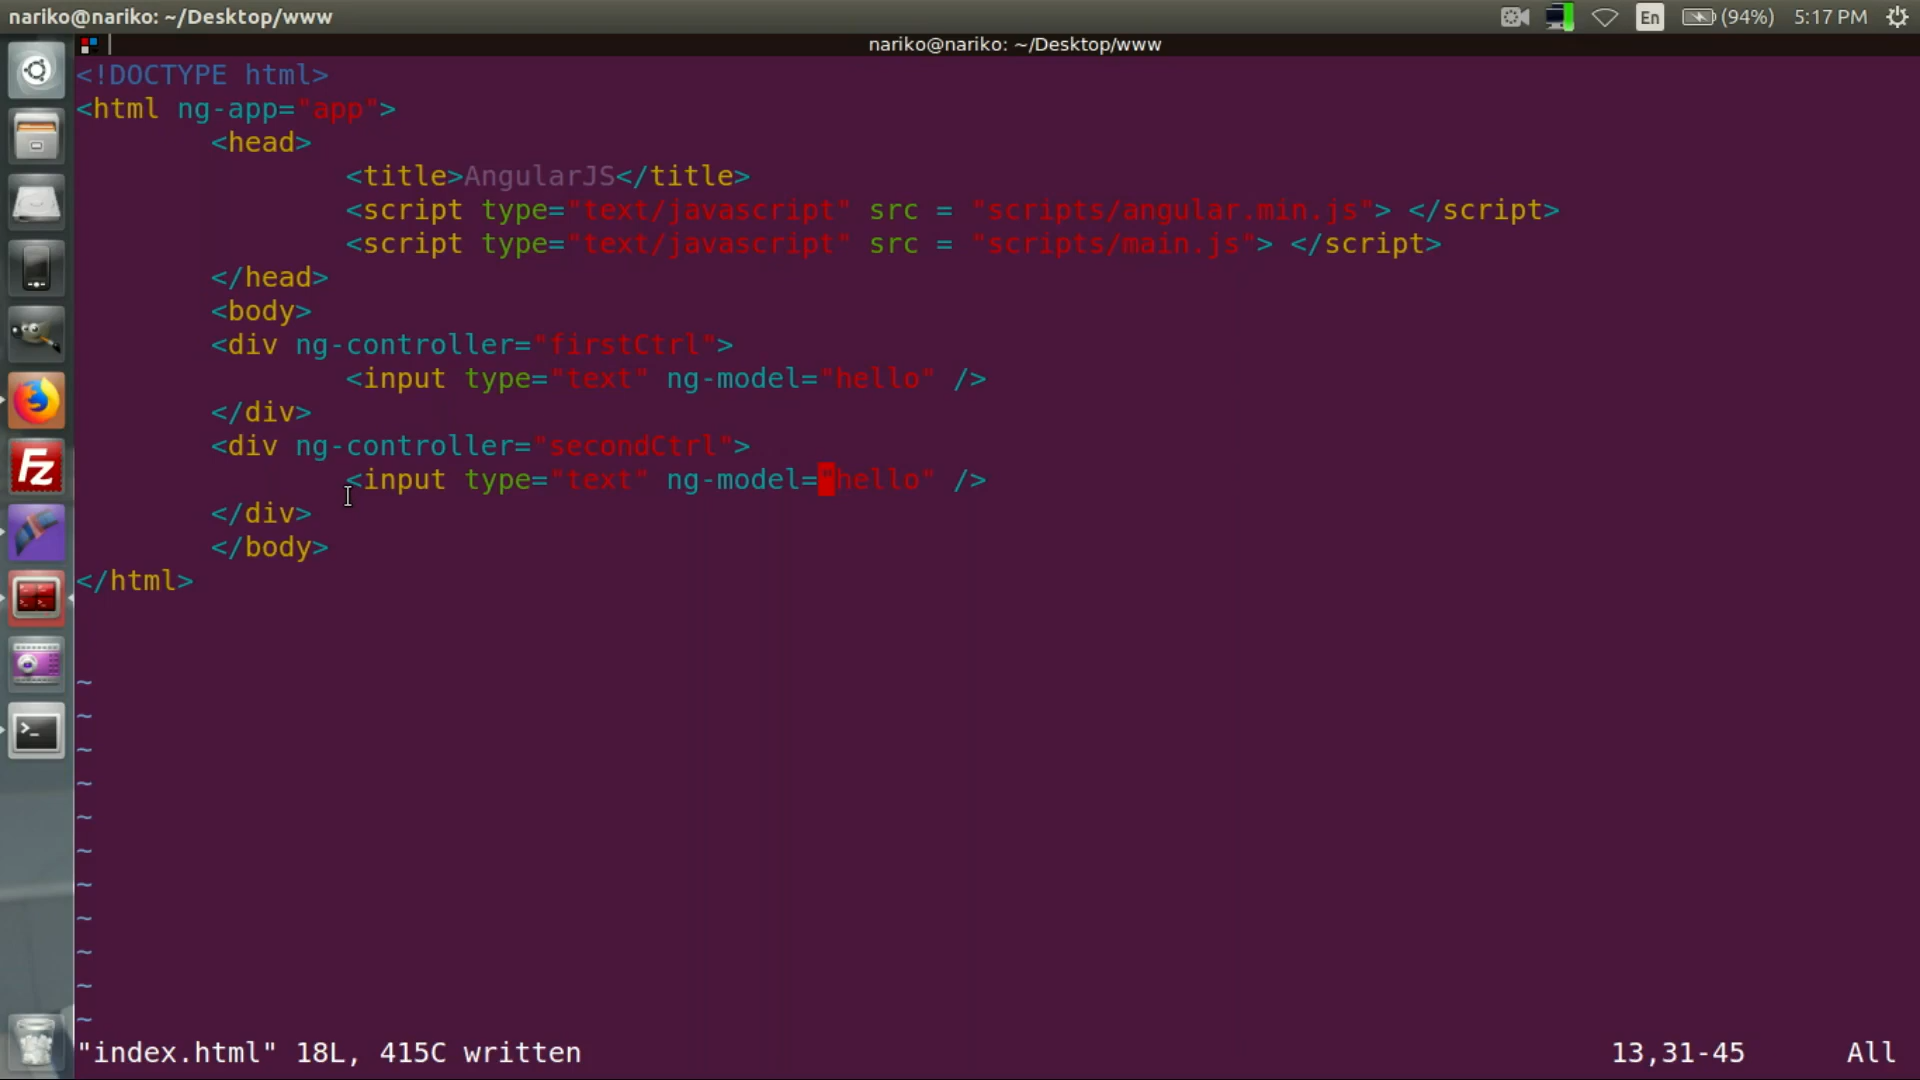 nariko@nariko: ~/Desktop/www
En
(94%)
5:17 PM
nariko@nariko: ~/Desktop/www
<!DOCTYPE html>
<html ng-app="app">
<head>
<title>AngularJS</title>
<script type="text/javascript" src = "scripts/angular.min.js"> </script>
<script type="text/javascript" src = "scripts/main.js"> </script>
</head>
<body>
<div ng-controller="firstCtrl">
<input type="text" ng-model="hello" />
</div>
<div ng-controller="secondCtrl">
<input type="text" ng-model="hello" />
</div>
</body>
</html>
~
~
~
~
~
~
~
~
~
~
~
"index.html" 18L, 415C written
13,31-45
All
Fz
>_